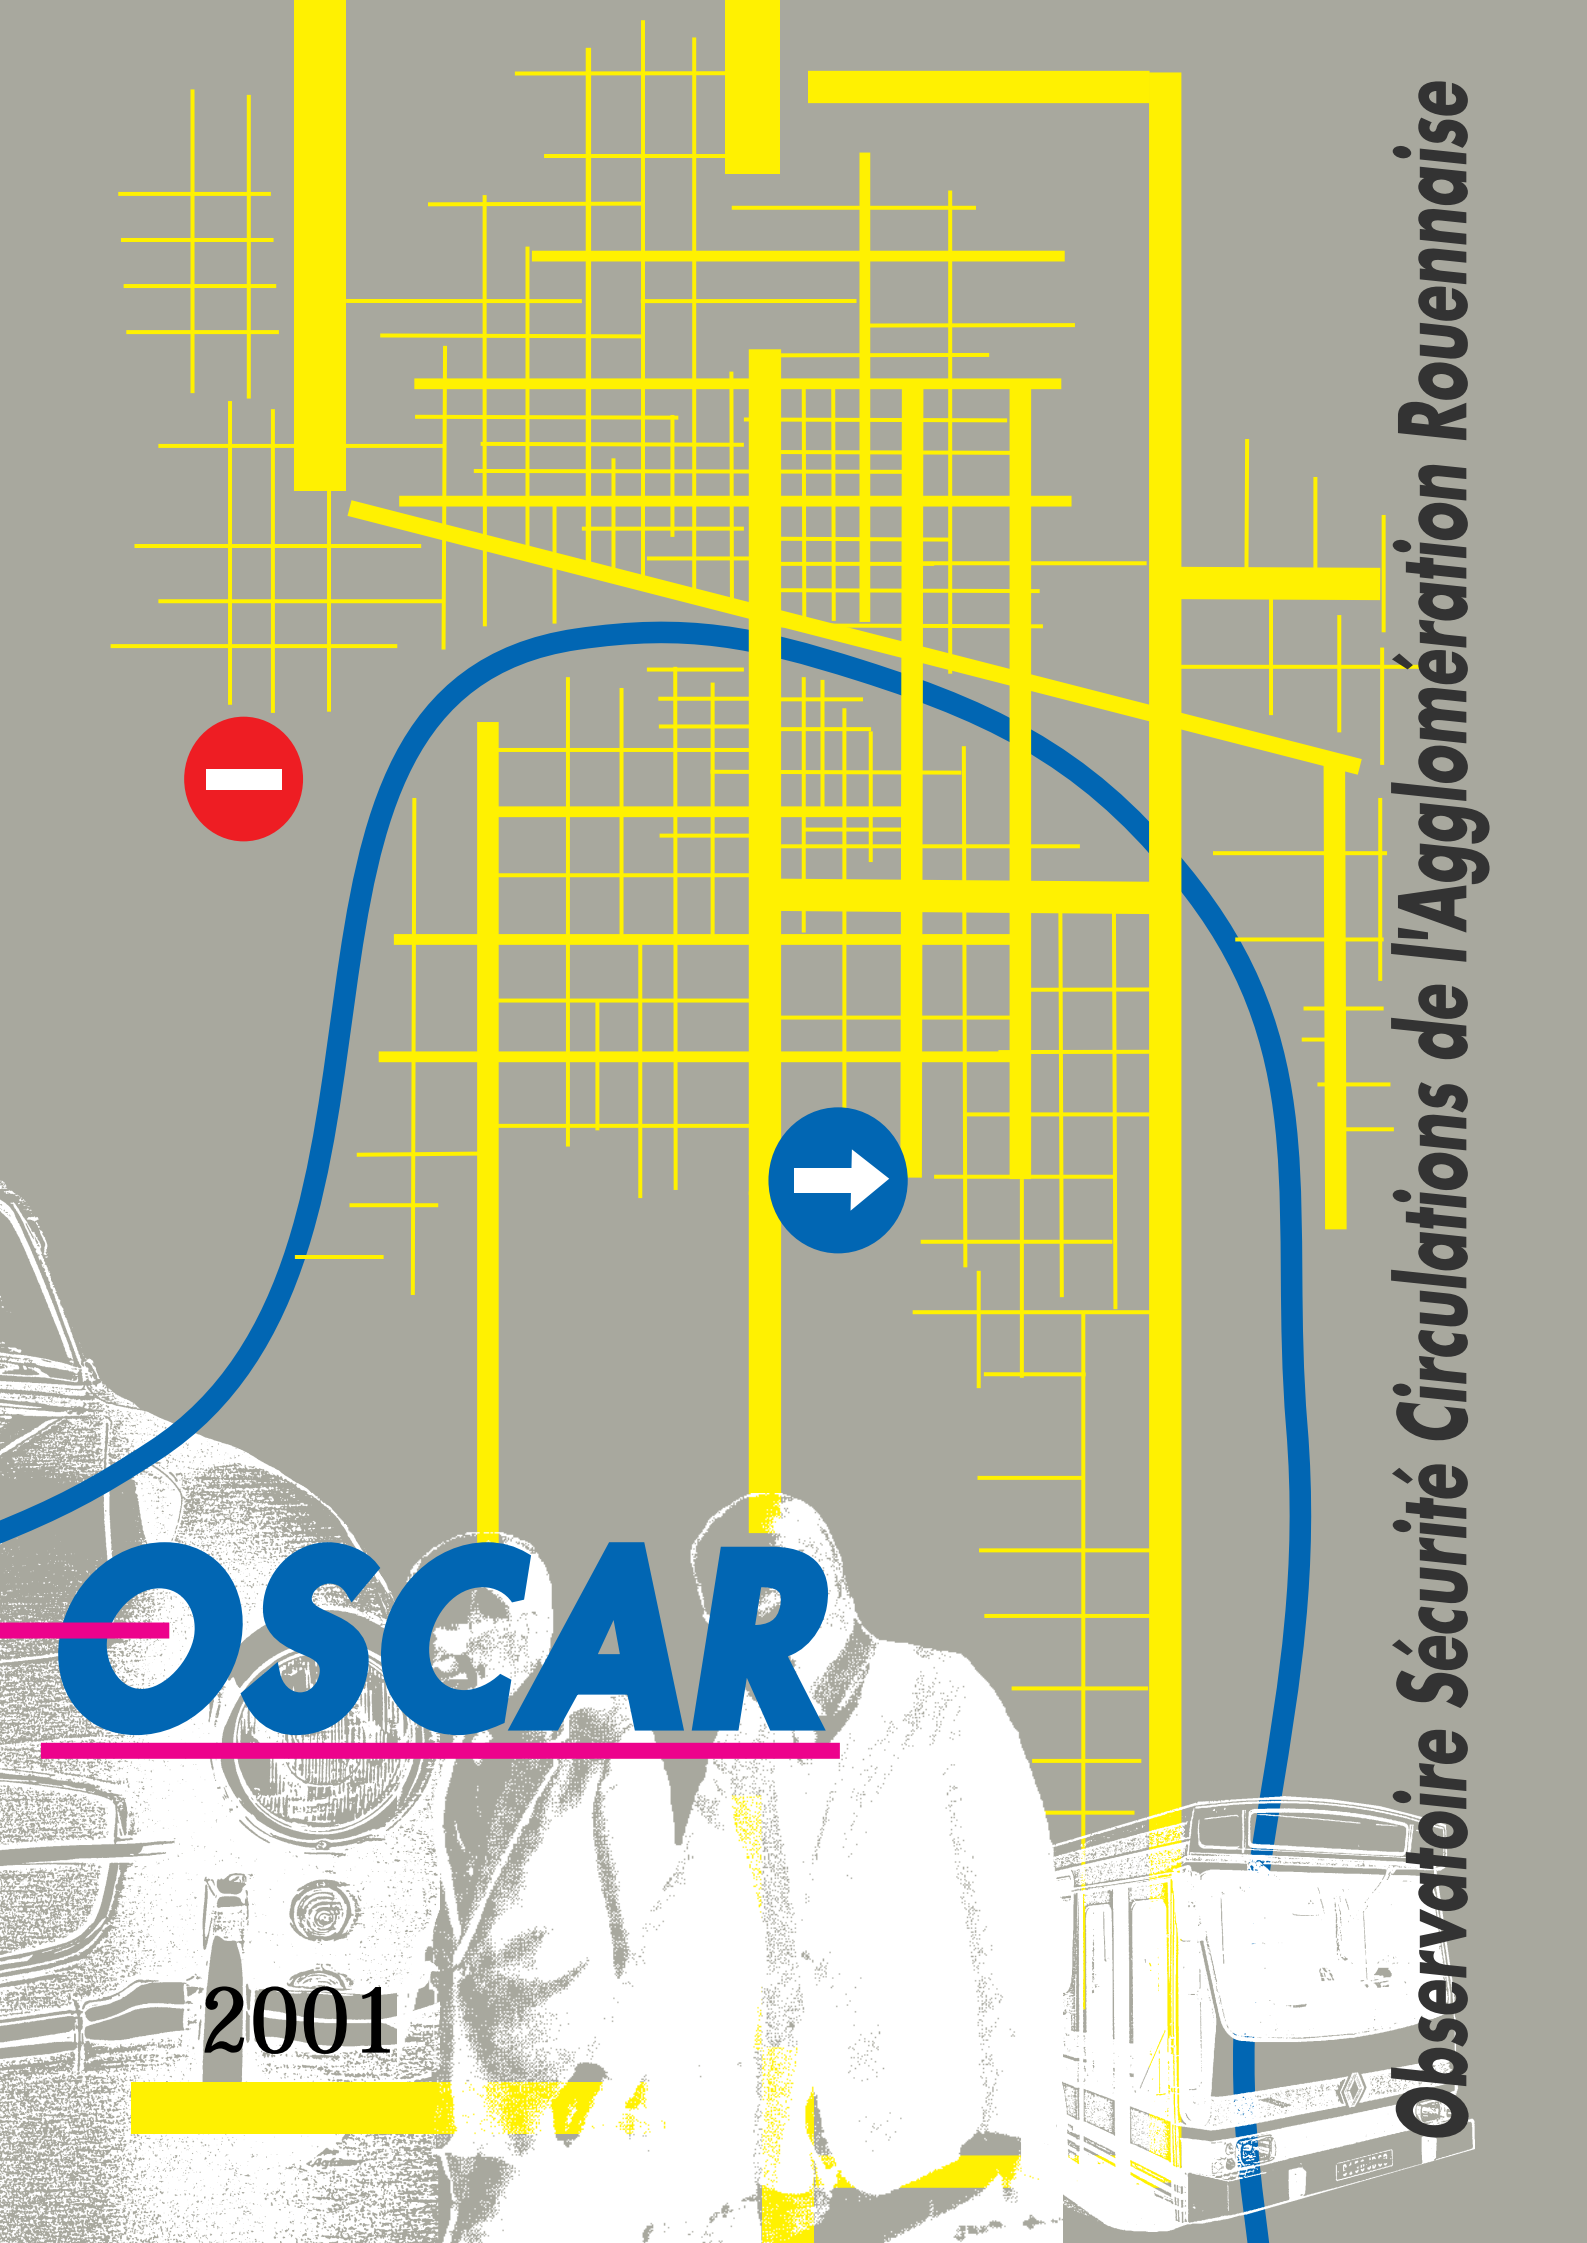 OSCAR
2001
Observatoire Sécurité Circulations de l'Agglomération Rouennaise